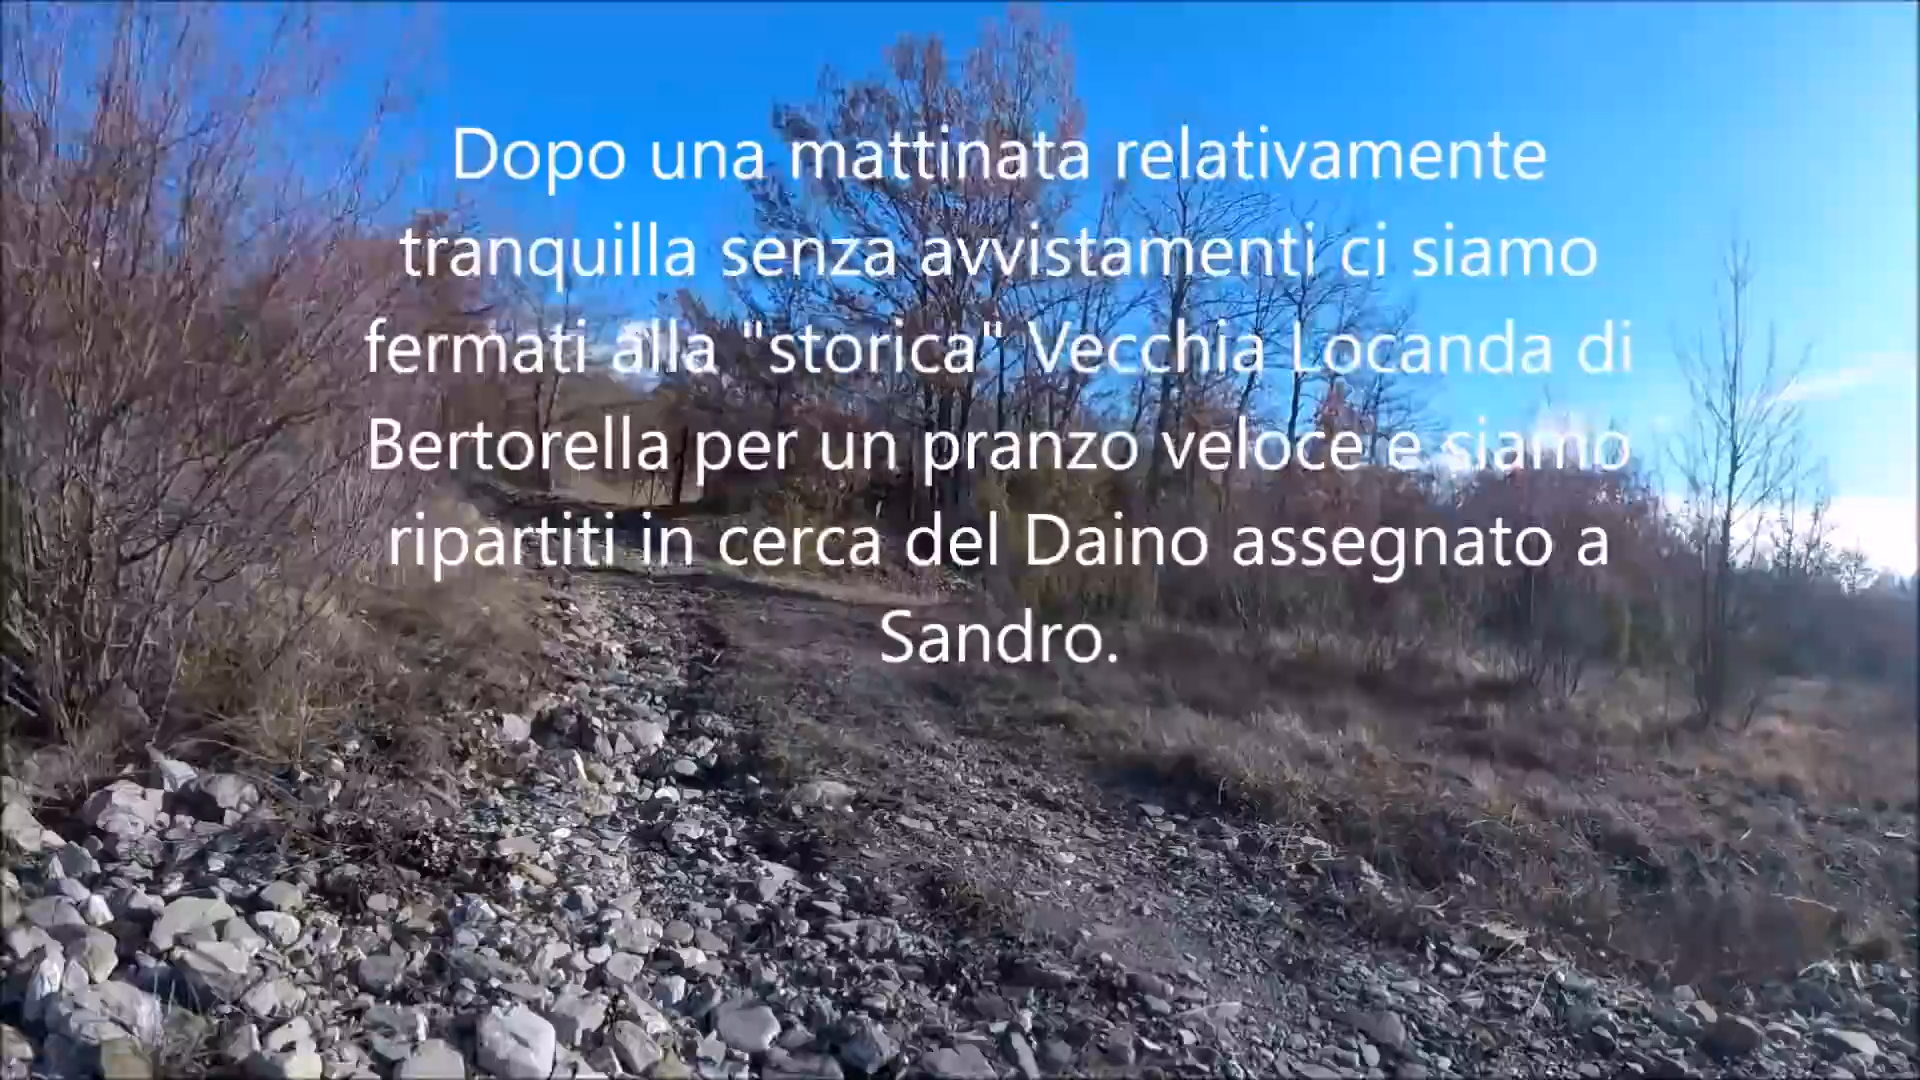 Dopo una mattinata relativamente
tranquilla senza avvistamenti ci siamo
fermati alla "storica" Vecchia Locanda di
Bertorella per un pranzo veloce e siamo
ripartiti in cerca del Daino assegnato a
Sandro.